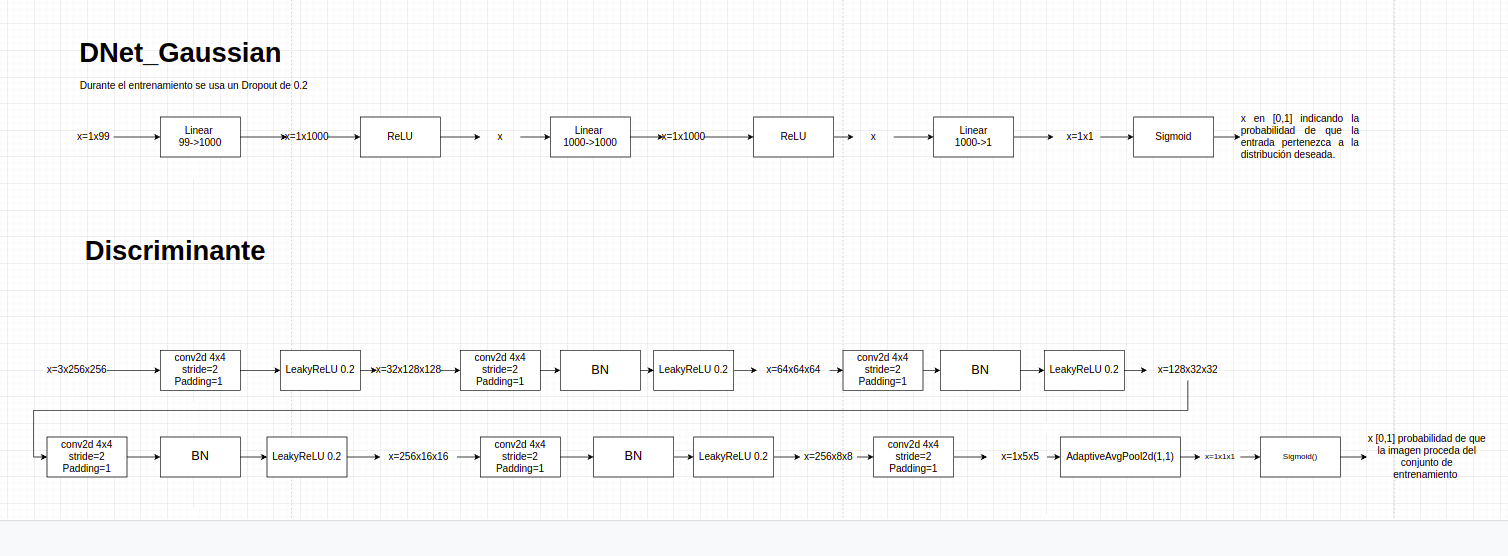 DNet_Gaussian
Durante el entrenamiento se usa un Dropout de 0.2
x=1x99
Linear
99->1000
x=1x1000
ReLU
x
Linear
1000->1000
x=1x1000
ReLU
x
Linear
1000->1
x=1x1
Sigmoid
x en [0,1] indicando la
probabilidad de que la
entrada pertenezca a la
distribución deseada.
Discriminante
x=3x256x256
conv2d 4x4
stride=2
Padding=1
LeakyReLU 0.2
x=32x128x128
conv2d 4x4
stride=2
Padding=1
BN
LeakyReLU 0.2
x=64x64x64
conv2d 4x4
stride=2
Padding=1
BN
LeakyReLU 0.2
x=128x32x32
conv2d 4x4
stride=2
Padding=1
BN
LeakyReLU 0.2
x=256x16x16
conv2d 4x4
stride=2
Padding=1
BN
LeakyReLU 0.2
x=256x8x8
conv2d 4x4
stride=2
Padding=1
x=1x5x5
AdaptiveAvgPool2d(1,1)
x=1x1x1
Sigmoid()
x [0,1] probabilidad de que
la imagen proceda del
conjunto de
entrenamiento